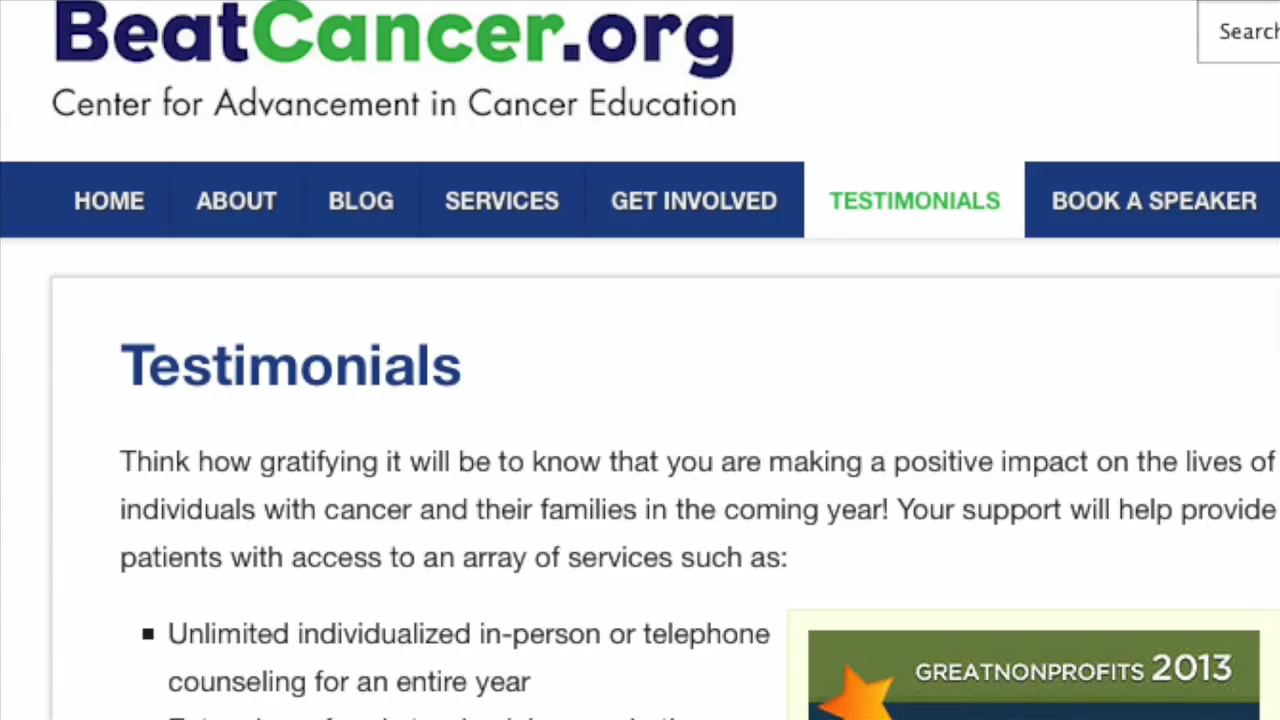 BeatCancer.org
Search
Center for Advancement in Cancer Education
HOME ABOUT BLOG SERVICES GET INVOLVED TESTIMONIALS BOOK A SPEAKER
Testimonials
Think how gratifying it will be to know that you are making a positive impact on the lives of
individuals with cancer and their families in the coming year! Your support will help provide
patients with access to an array of services such as:
Unlimited individualized in-person or telephone
counseling for an entire year
GREATNONPROFITS 2013